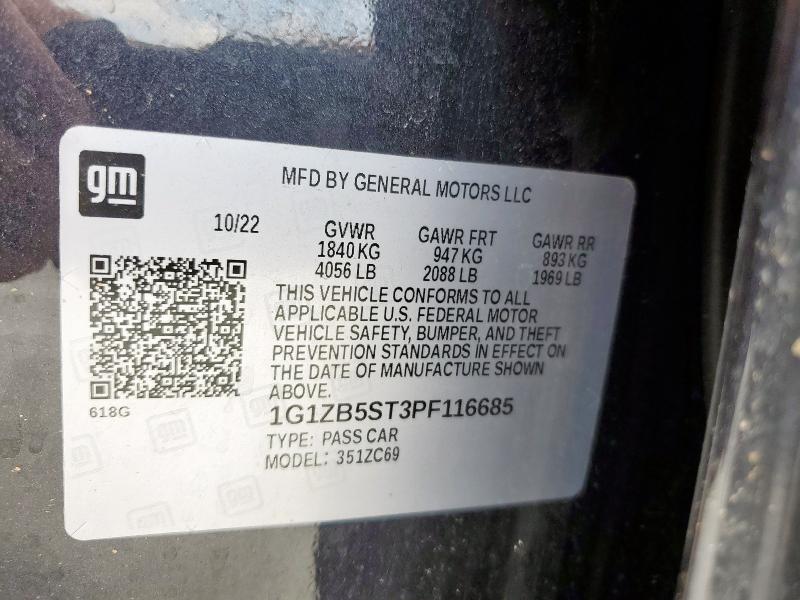 gm
MFD BY GENERAL MOTORS LLC
10/22
GVWR
1840 KG
4056 LB
GAWR FRT
947 KG
2088 LB
GAWR RR
893 KG
1969 LB
THIS VEHICLE CONFORMS TO ALL
APPLICABLE U.S. FEDERAL MOTOR
VEHICLE SAFETY, BUMPER, AND THEFT
PREVENTION STANDARDS IN EFFECT ON
THE DATE OF MANUFACTURE SHOWN
ABOVE.
618G
1G1ZB5ST3PF116685
TYPE: PASS CAR
MODEL: 351ZC69